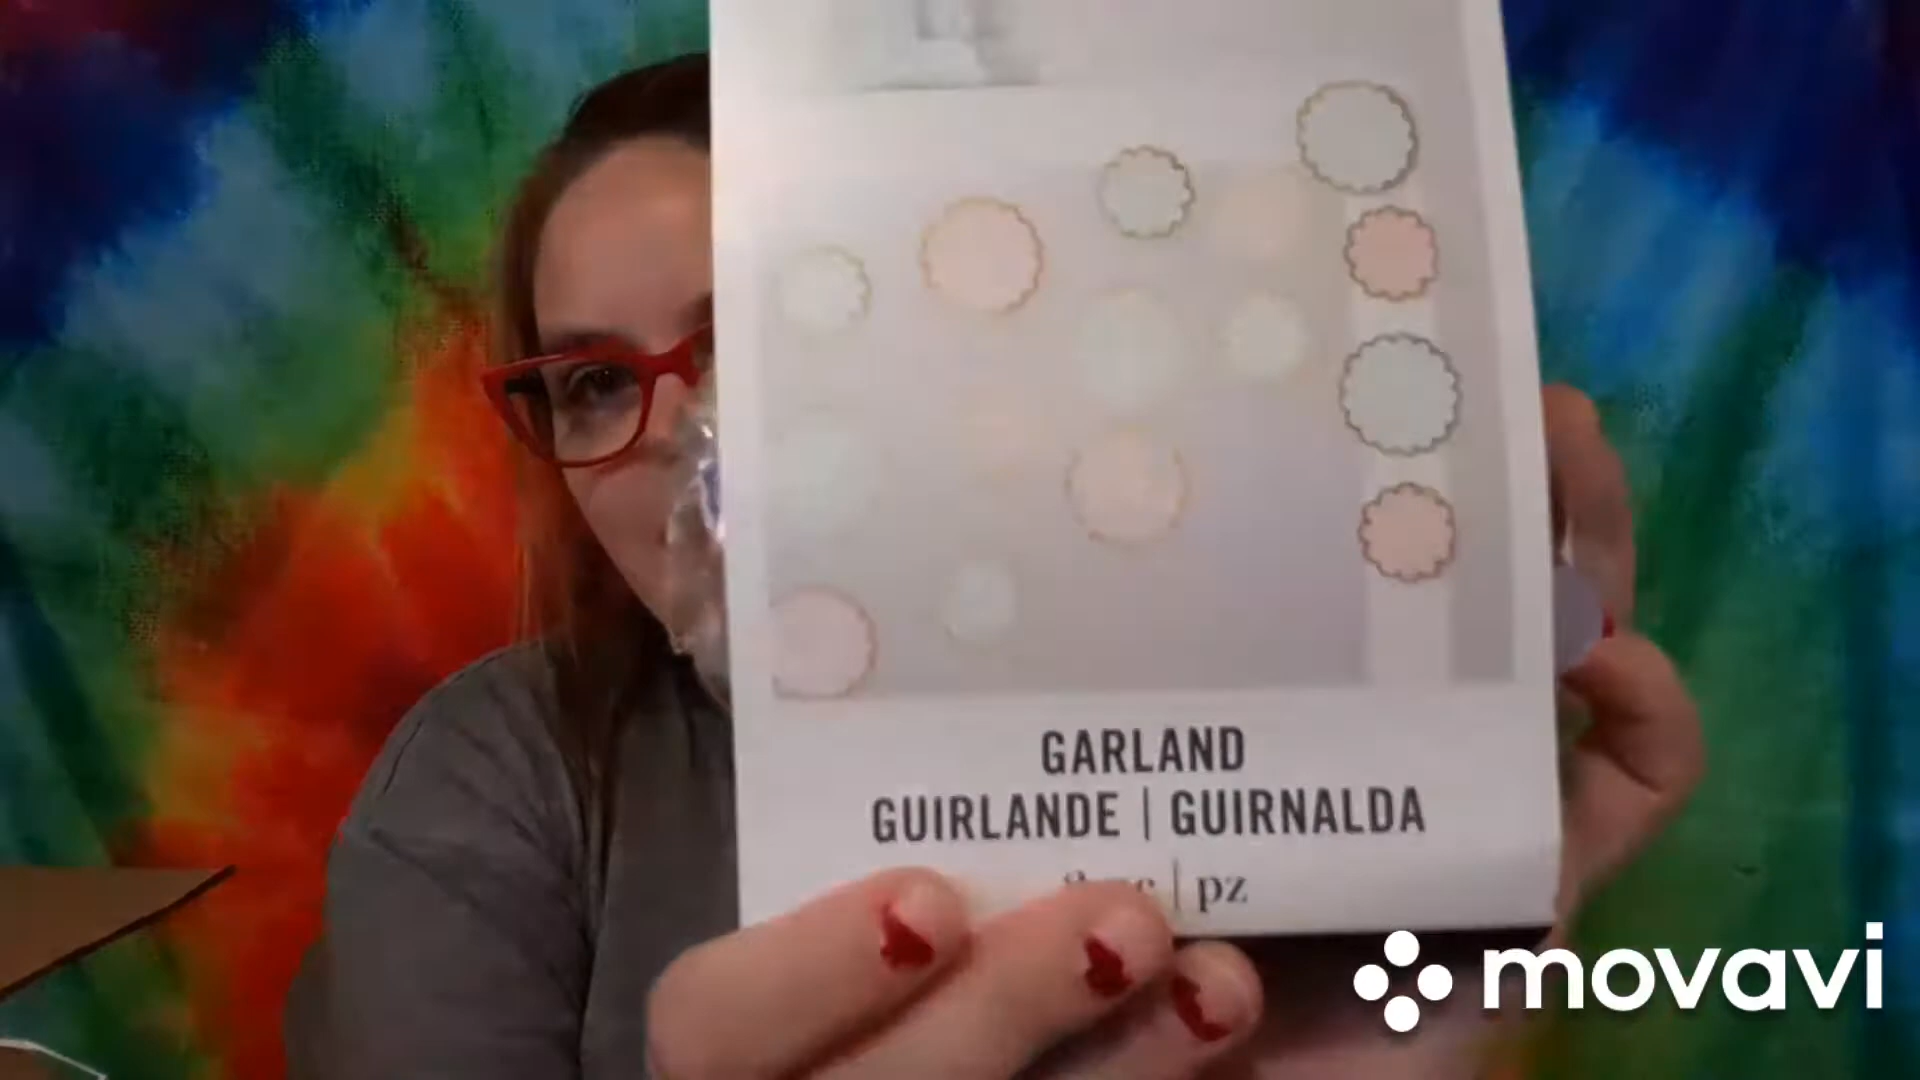 GARLAND
GUIRLANDE | GUIRNALDA
| pz
movavi